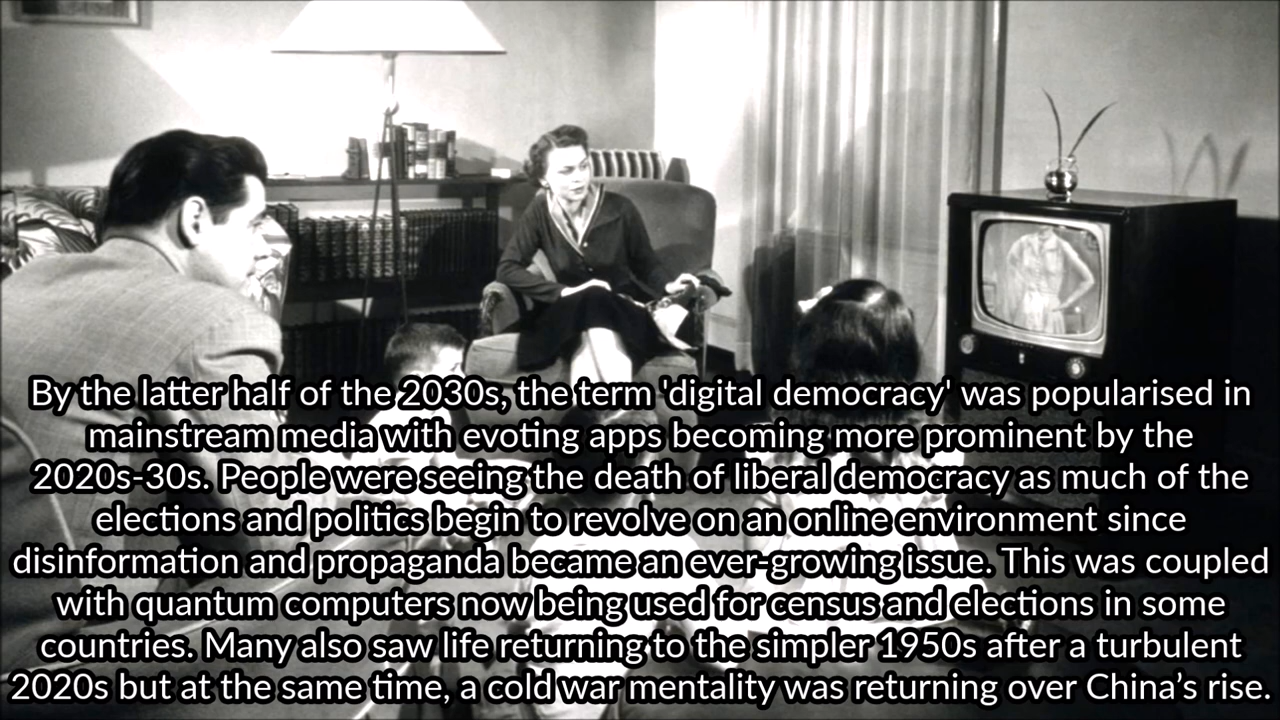 By the latter half of the 2030s, the term 'digital democracy' was popularised in
mainstream media with evoting apps becoming more prominent by the
2020s-30s. People were seeing the death of liberal democracy as much of the
elections and politics begin to revolve on an online environment since
disinformation and propaganda became an ever-growing issue. This was coupled
with quantum computers now being used for census and elections in some
countries. Many also saw life returning to the simpler 1950s after a turbulent
2020s but at the same time, a cold war mentality was returning over China’s rise.